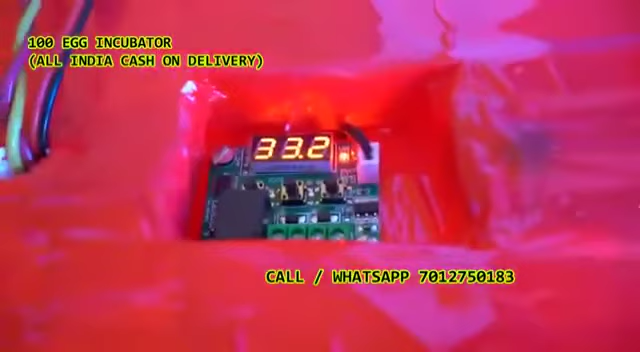 100 EGG INCUBATOR
(ALL INDIA CASH ON DELIVERY)
33.2
CALL / WHATSAPP 7012750183